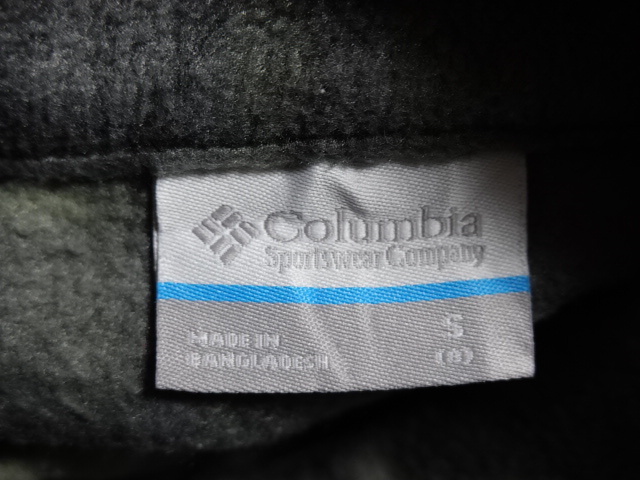 Columbia
Sportswear Company
S
MADE IN
BANGLADESH (8)